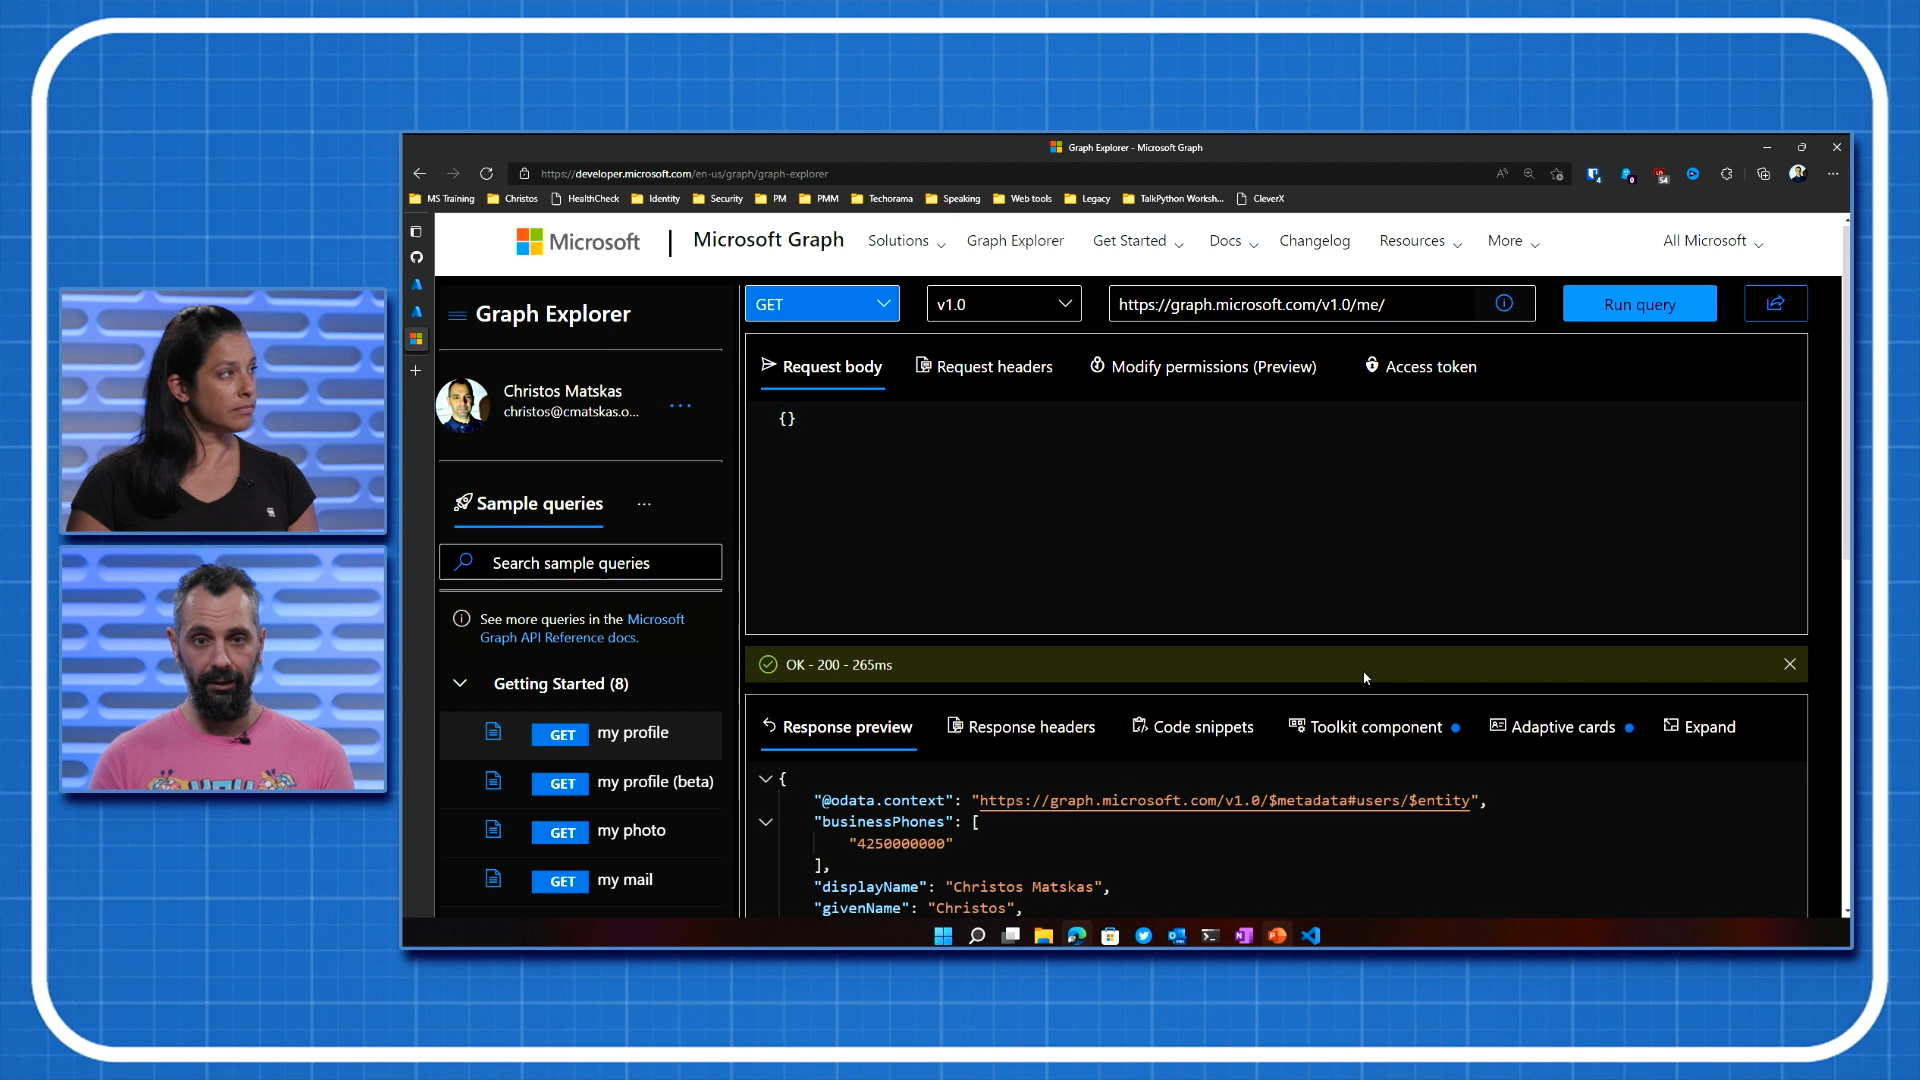 Graph Explorer - Microsoft Graph
https://developer.microsoft.com/en-us/graph/graph-explorer
MS Training Christos HealthCheck Identity Security PM PMM Techorama Speaking Web tools Legacy TalkPython Worksh... CleverX
Microsoft | Microsoft Graph Solutions Graph Explorer Get Started Docs Changelog Resources More All Microsoft
Graph Explorer
GET v1.0 https://graph.microsoft.com/v1.0/me/ Run query
Request body Request headers Modify permissions (Preview) Access token
Christos Matskas
christos@cmatskas.o... ...
{}
Sample queries ...
Search sample queries
See more queries in the Microsoft
Graph API Reference docs.
OK - 200 - 265ms
Getting Started (8)
GET my profile
GET my profile (beta)
GET my photo
GET my mail
Response preview Response headers Code snippets Toolkit component Adaptive cards Expand
{
"@odata.context": "https://graph.microsoft.com/v1.0/$metadata#users/$entity",
"businessPhones": [
"4250000000"
],
"displayName": "Christos Matskas",
"givenName": "Christos",